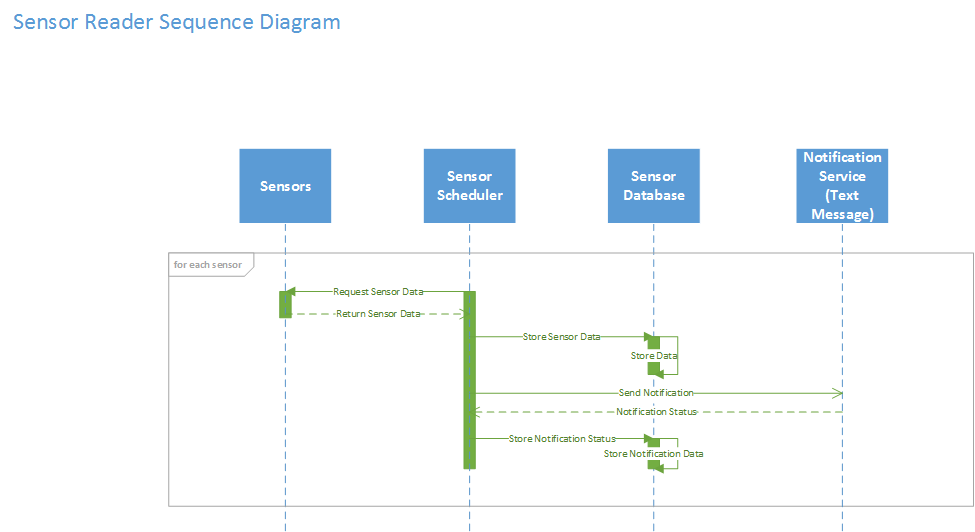 Sensor Reader Sequence Diagram
Sensors
Sensor
Scheduler
Sensor
Database
Notification
Service
(Text
Message)
for each sensor
Request Sensor Data
Return Sensor Data
Store Sensor Data
Store Data
Send Notification
Notification Status
Store Notification Status
Store Notification Data